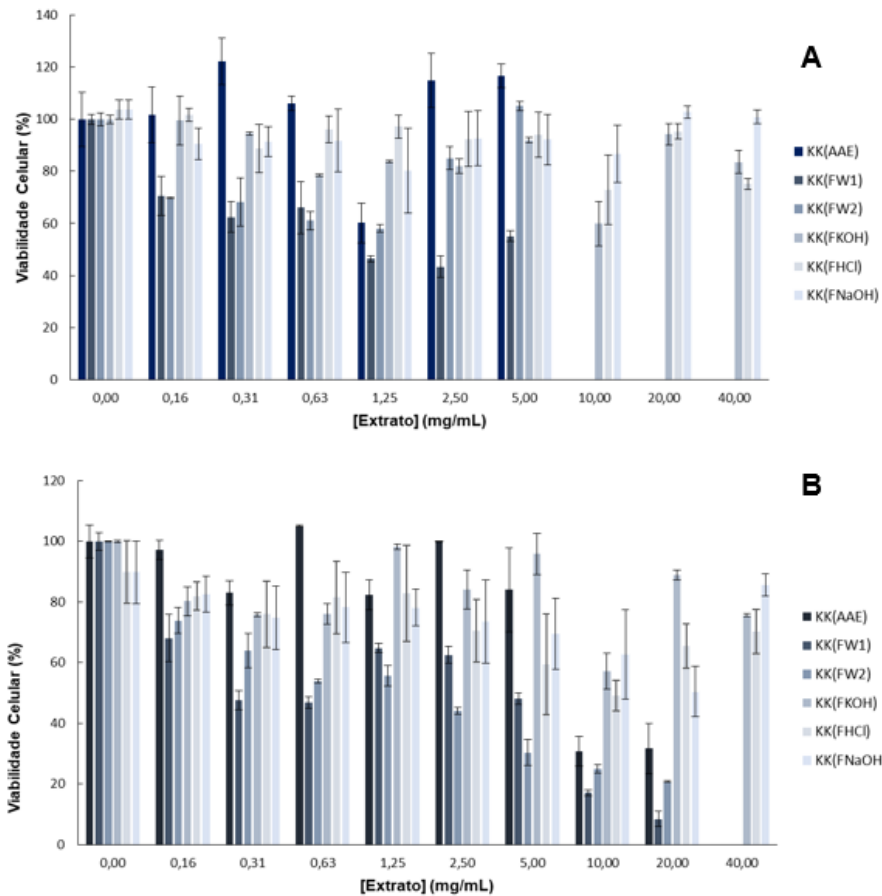 A
Viabilidade Celular (%)
140
120
100
80
60
40
20
0
0,00 0,16 0,31 0,63 1,25 2,50 5,00 10,00 20,00 40,00
[Extrato] (mg/mL)
KK(AAE)
KK(FW1)
KK(FW2)
KK(FKOH)
KK(FHCl)
KK(FNaOH)
B
Viabilidade Celular (%)
120
100
80
60
40
20
0
0,00 0,16 0,31 0,63 1,25 2,50 5,00 10,00 20,00 40,00
[Extrato] (mg/mL)
KK(AAE)
KK(FW1)
KK(FW2)
KK(FKOH)
KK(FHCl)
KK(FNaOH